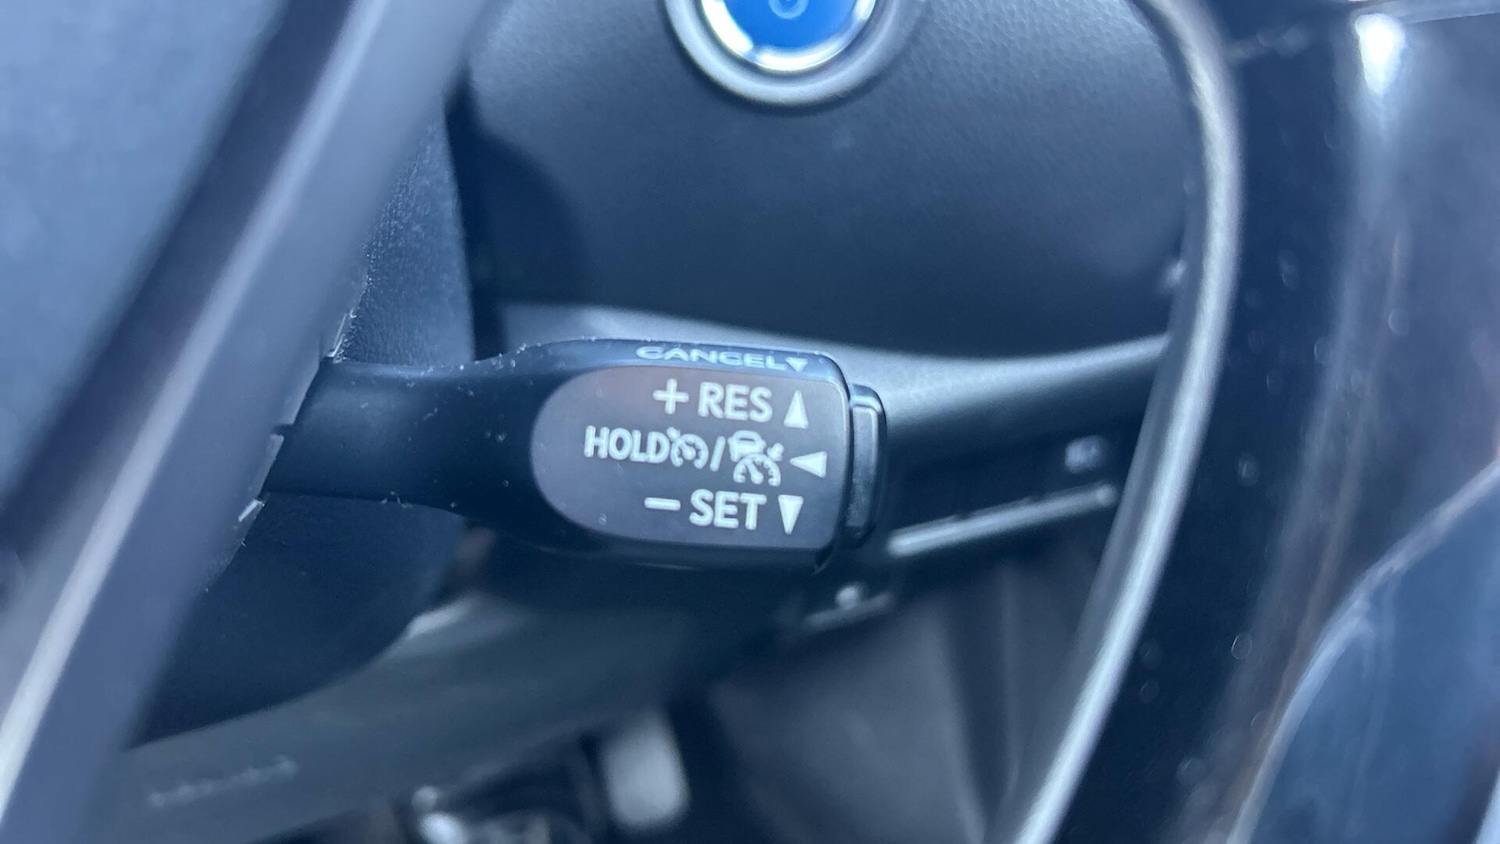 CANCEL▼
+ RES ▲
HOLD / ◀
− SET ▼